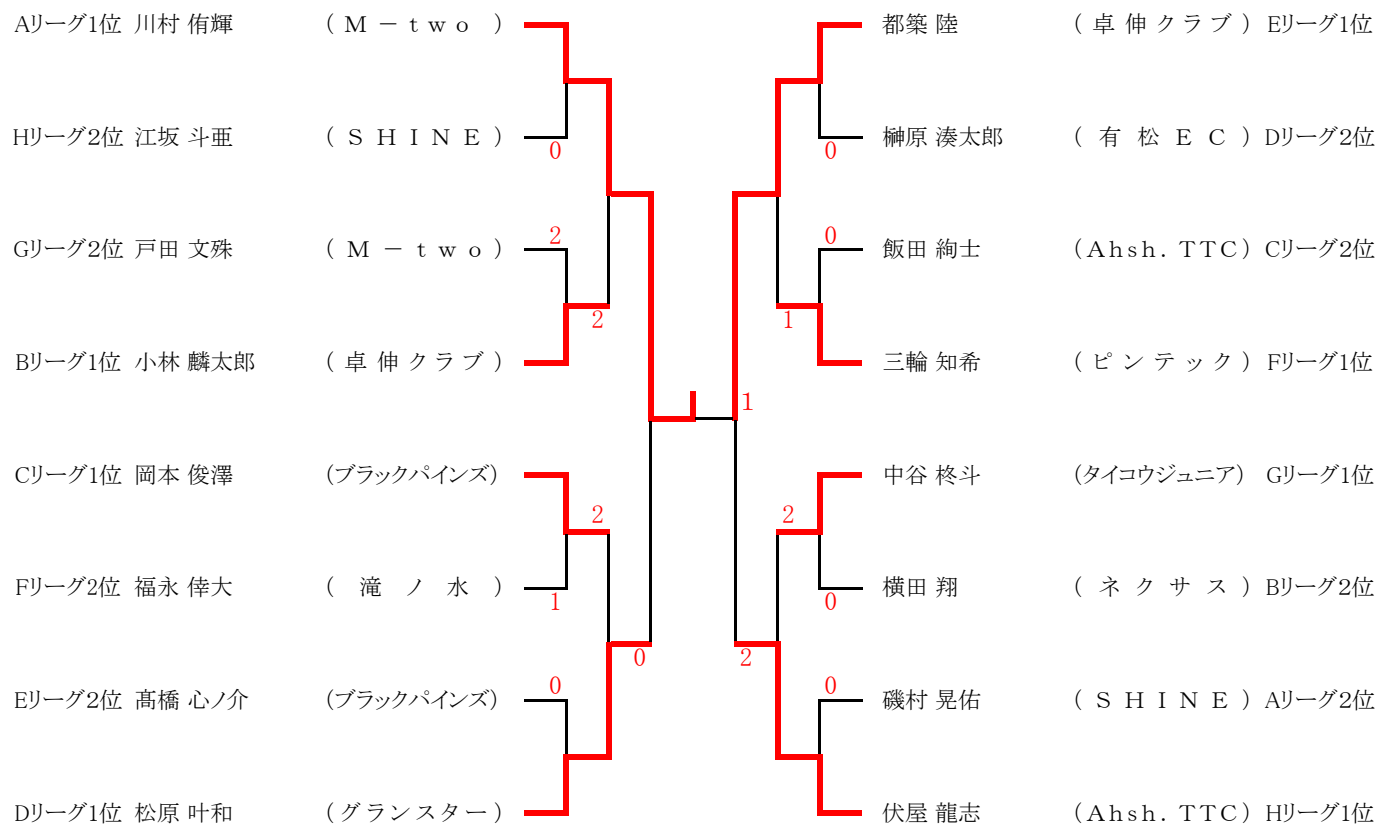 Aリーグ1位 川村 侑輝 (M－two) 都築 陸 (卓伸クラブ) Eリーグ1位
Hリーグ2位 江坂 斗亜 (SHINE) 0 0 榊原 湊太郎 (有松EC) Dリーグ2位
Gリーグ2位 戸田 文殊 (M－two) 2 0 飯田 絢士 (Ahsh.TTC) Cリーグ2位
2 1
Bリーグ1位 小林 麟太郎 (卓伸クラブ) 三輪 知希 (ピンテック) Fリーグ1位
1
Cリーグ1位 岡本 俊澤 (ブラックパインズ) 中谷 柊斗 (タイコウジュニア) Gリーグ1位
2 2
Fリーグ2位 福永 倖大 (滝ノ水) 1 0 横田 翔 (ネクサス) Bリーグ2位
0 2
Eリーグ2位 髙橋 心ノ介 (ブラックパインズ) 0 0 磯村 晃佑 (SHINE) Aリーグ2位
Dリーグ1位 松原 叶和 (グランスター) 伏屋 龍志 (Ahsh.TTC) Hリーグ1位